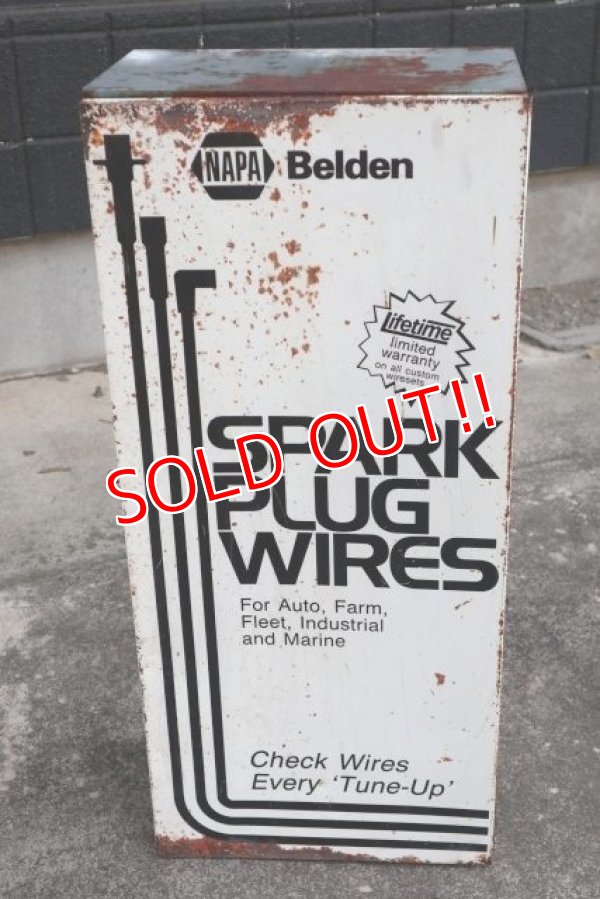 NAPA Belden
Lifetime
limited
warranty
on all custom
wiresets
SPARK
PLUG
WIRES
SOLD OUT!!
For Auto, Farm,
Fleet, Industrial
and Marine
Check Wires
Every 'Tune-Up'